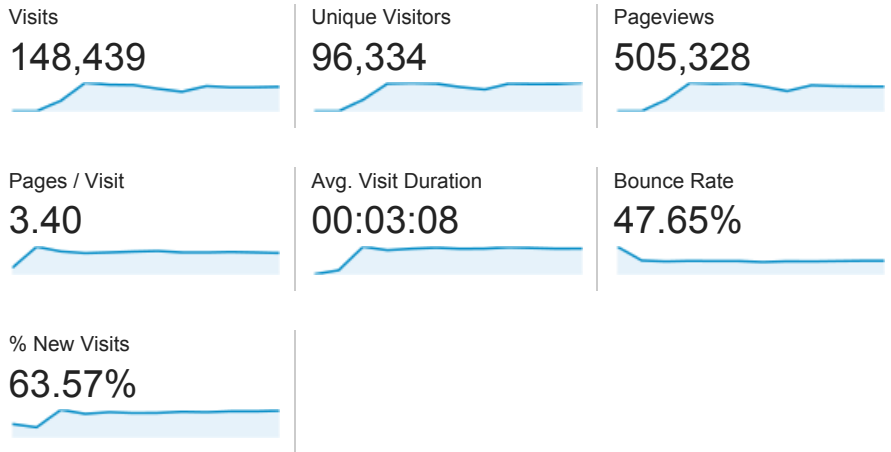 Visits
148,439
Unique Visitors
96,334
Pageviews
505,328
Pages / Visit
3.40
Avg. Visit Duration
00:03:08
Bounce Rate
47.65%
% New Visits
63.57%